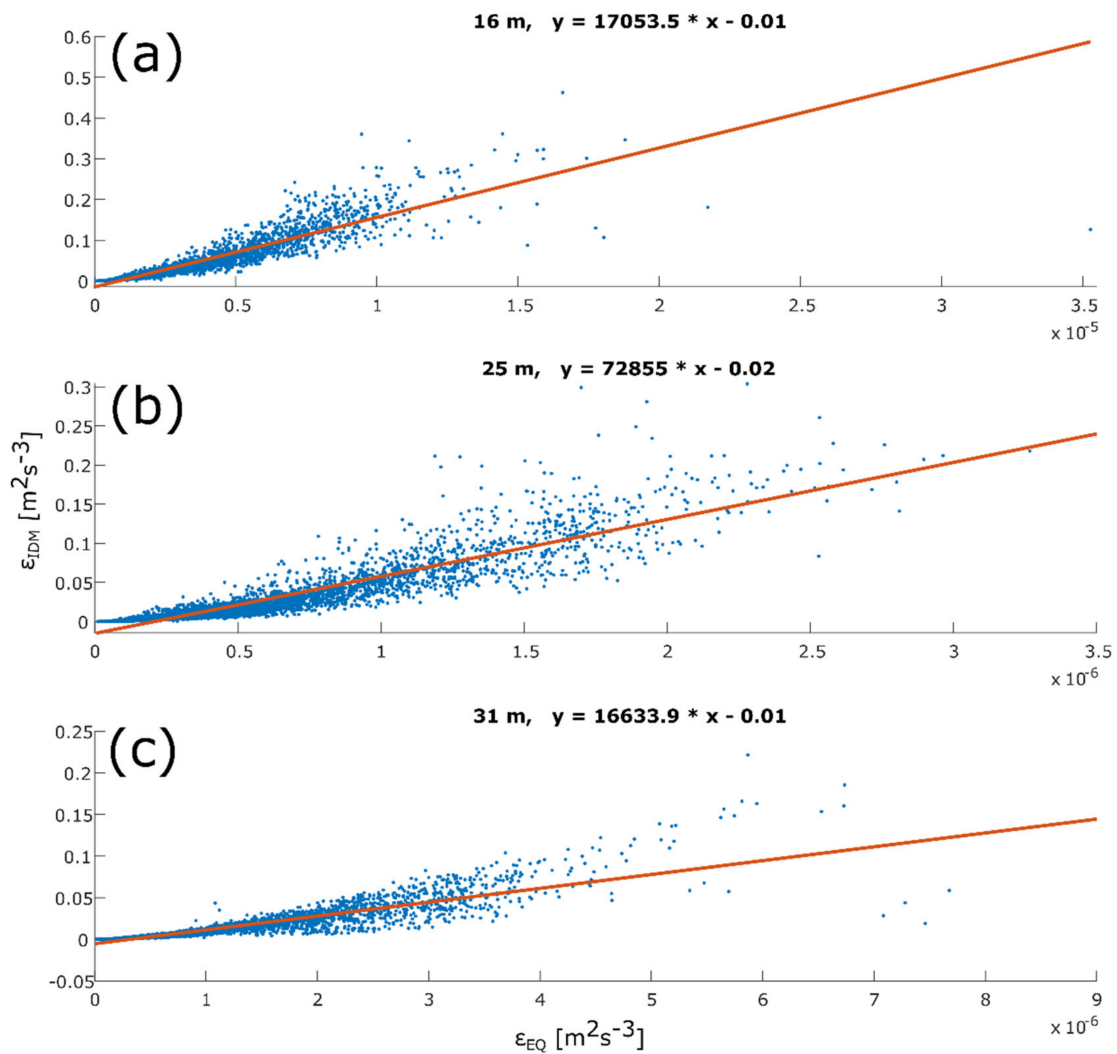 16 m,   y = 17053.5 * x - 0.01
(a)
0.6
0.5
0.4
0.3
0.2
0.1
0
0 0.5 1 1.5 2 2.5 3 3.5
x 10-5
25 m,   y = 72855 * x - 0.02
(b)
0.3
0.25
0.2
0.15
0.1
0.05
0
εIDM [m2s-3]
0 0.5 1 1.5 2 2.5 3 3.5
x 10-6
31 m,   y = 16633.9 * x - 0.01
(c)
0.25
0.2
0.15
0.1
0.05
0
-0.05
0 1 2 3 4 5 6 7 8 9
x 10-6
εEQ [m2s-3]